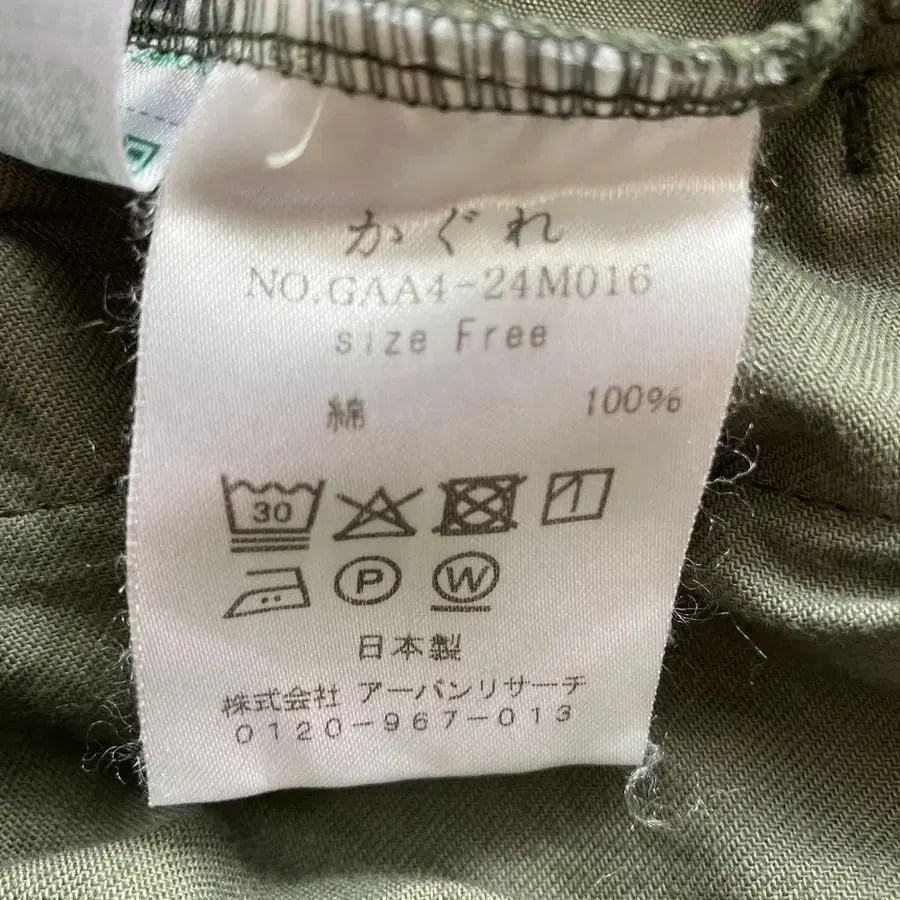 かぐれ
NO.GAA4-24M016
size Free
綿 100%
30
P W
日本製
株式会社 アーバンリサーチ
0120-967-013